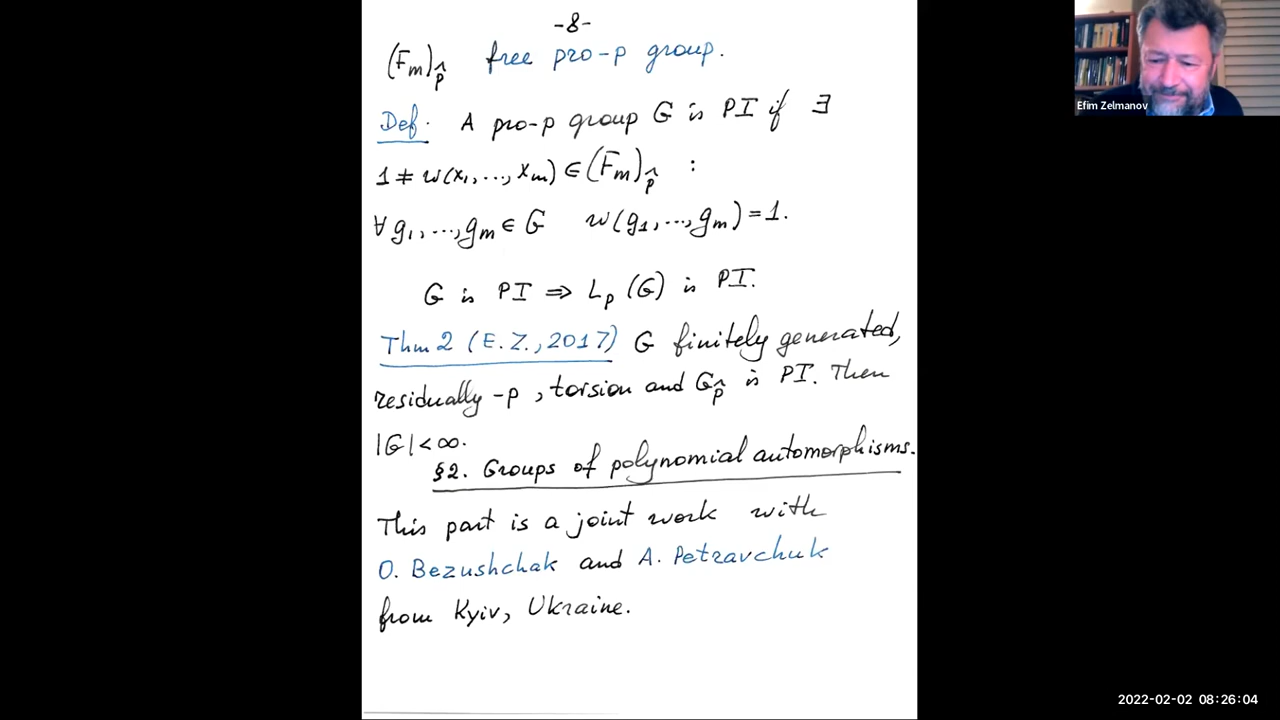 -8-
(F_m)_p̂ free pro-p group.
Def. A pro-p group G is PI if ∃
1 ≠ w(x₁, ..., x_m) ∈ (F_m)_p̂ :
∀ g₁, ..., g_m ∈ G w(g₁, ..., g_m) = 1.
G is PI ⇒ L_p (G) is PI.
Thm 2 (E. Z., 2017) G finitely generated,
residually -p, torsion and G_p̂ is PI. Then
|G| < ∞.
§2. Groups of polynomial automorphisms.
This part is a joint work with
O. Bezushchak and A. Petravchuk
from Kyiv, Ukraine.
Efim Zelmanov
2022-02-02 08:26:04